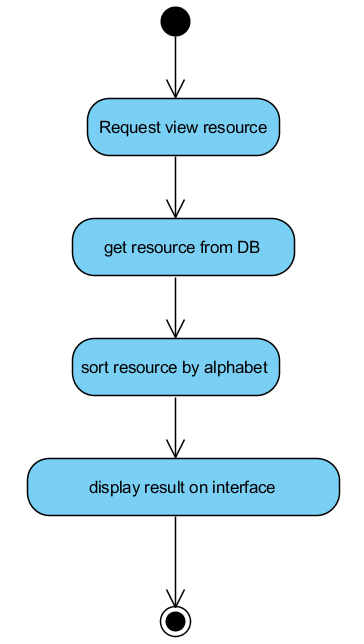 Request view resource
get resource from DB
sort resource by alphabet
display result on interface